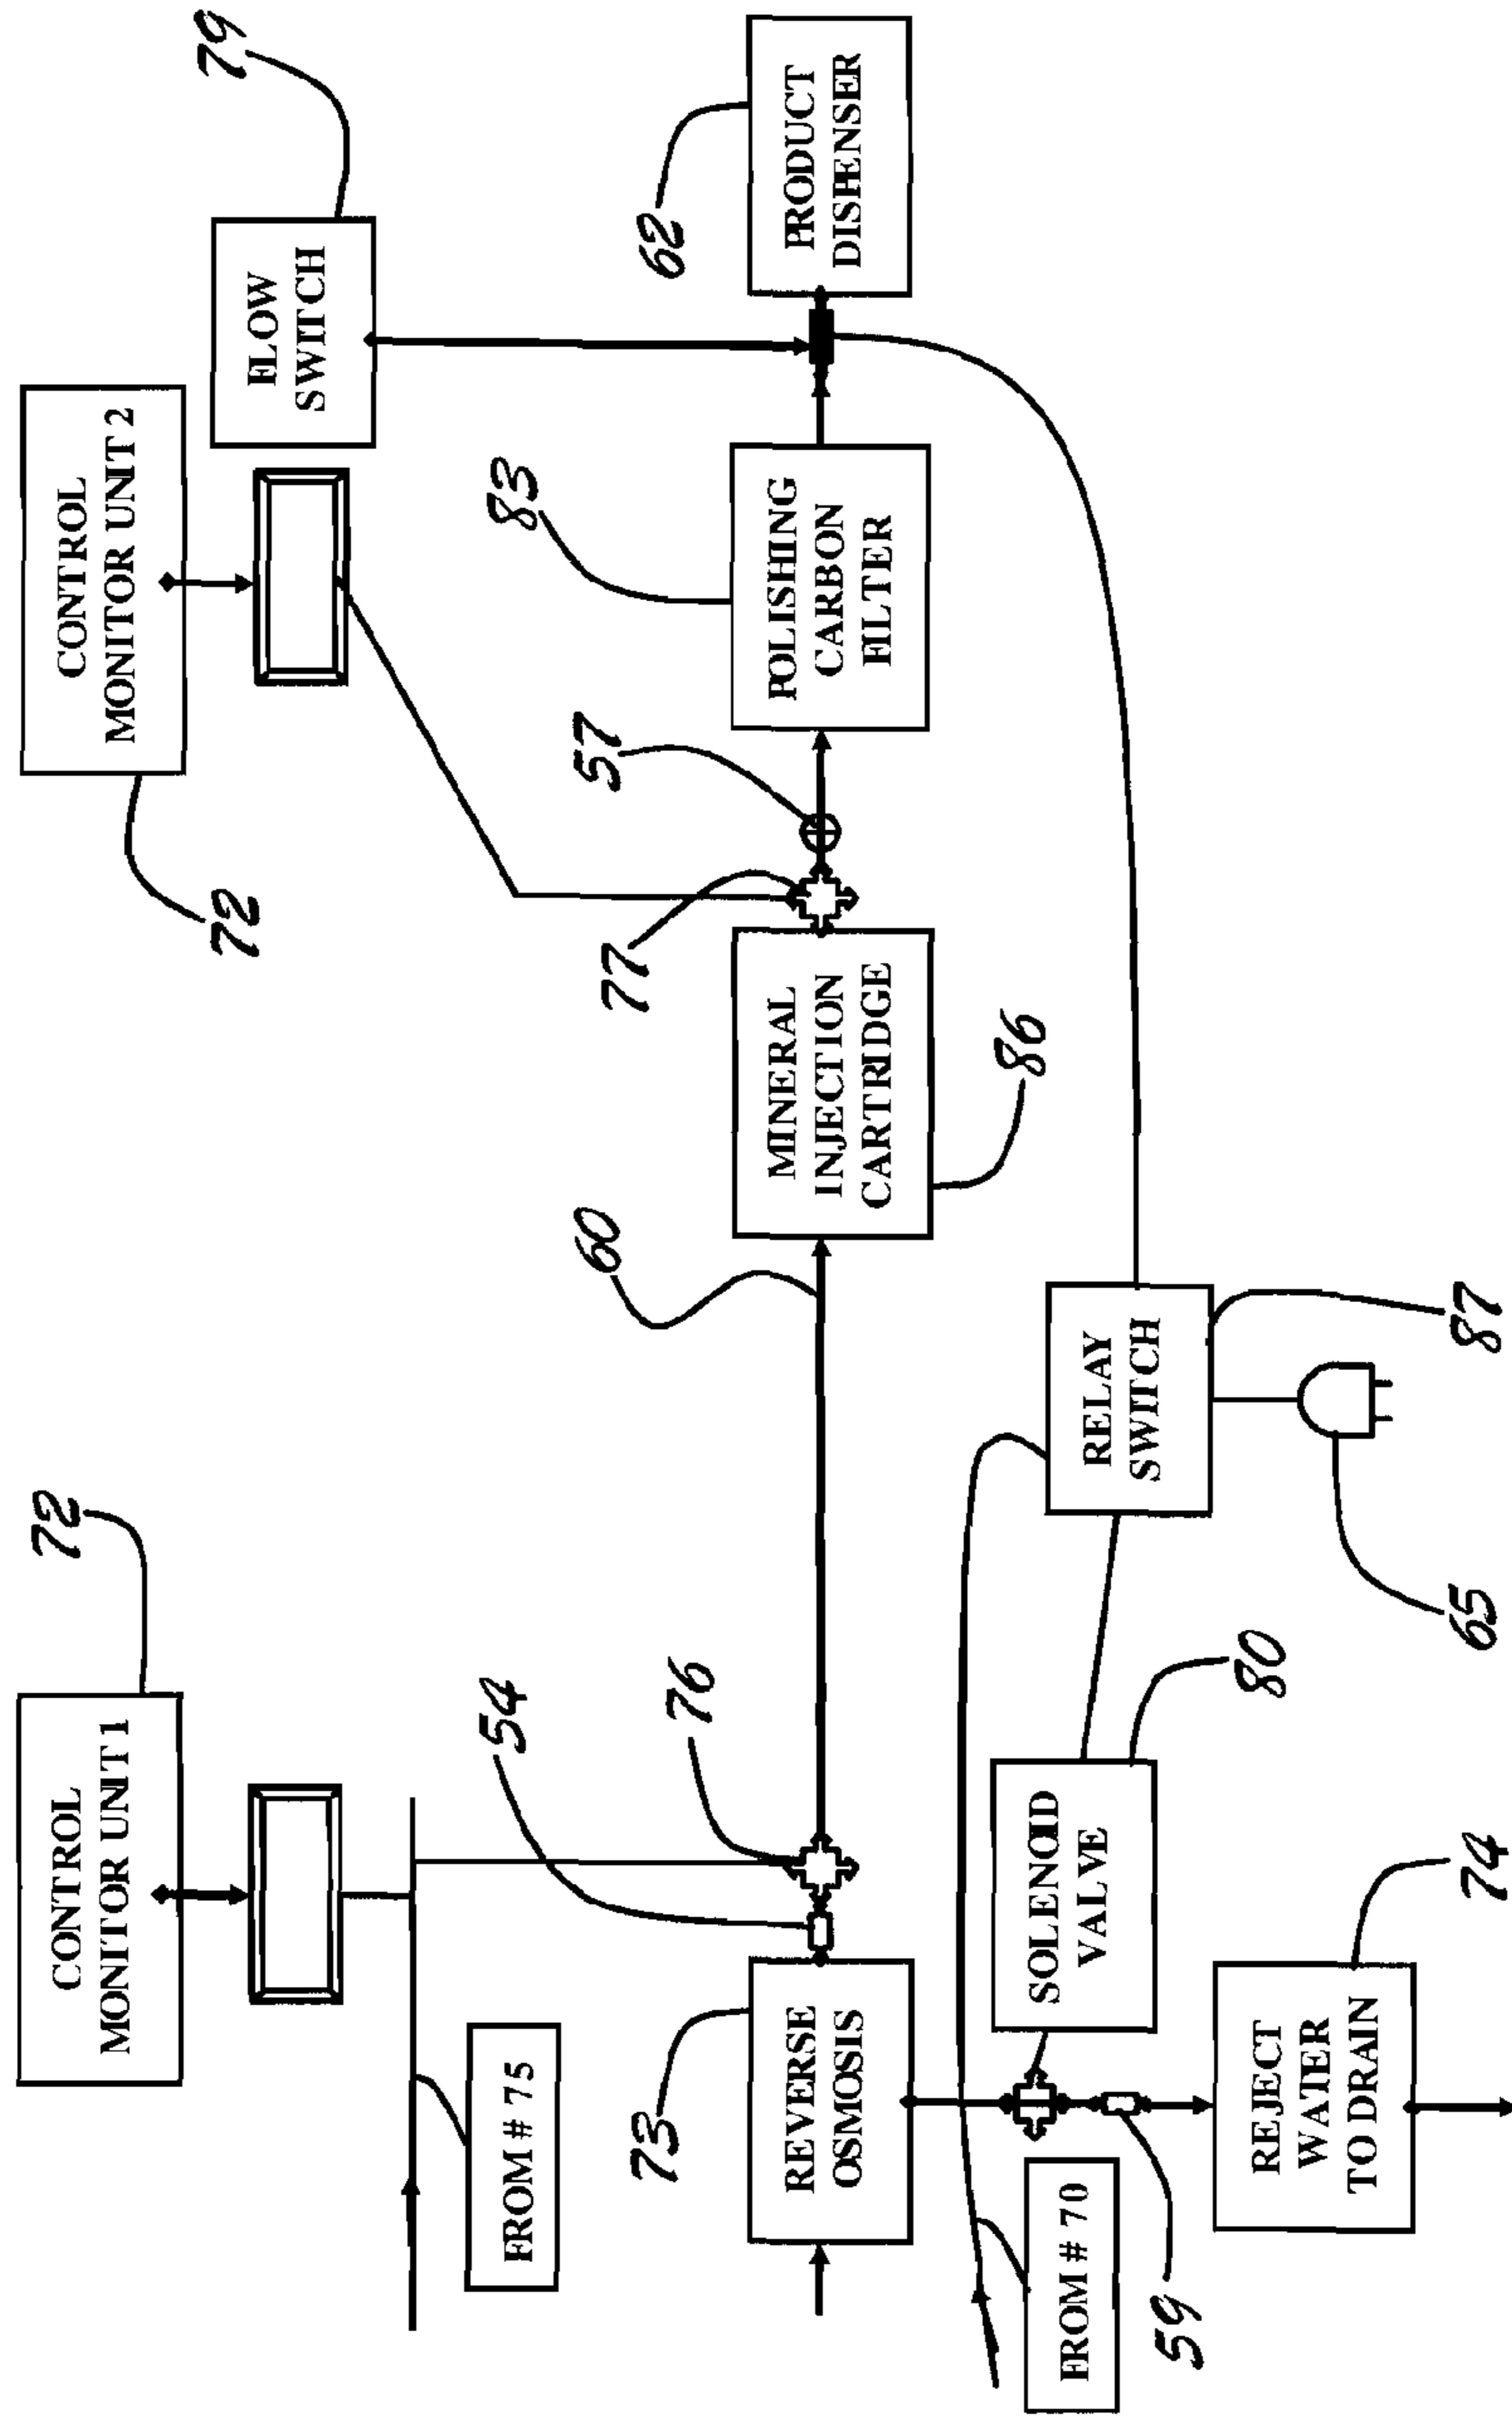 CONTROL
MONITOR UNIT 1
72
72
CONTROL
MONITOR UNIT 2
FLOW
SWITCH
79
FROM # 75
54
73
76
60
77
57
83
62
REVERSE
OSMOSIS
MINERAL
INJECTION
CARTRIDGE
POLISHING
CARBON
FILTER
PRODUCT
DISPENSER
86
FROM # 70
SOLENOID
VALVE
RELAY
SWITCH
59
80
REJECT
WATER
TO DRAIN
74
65
87